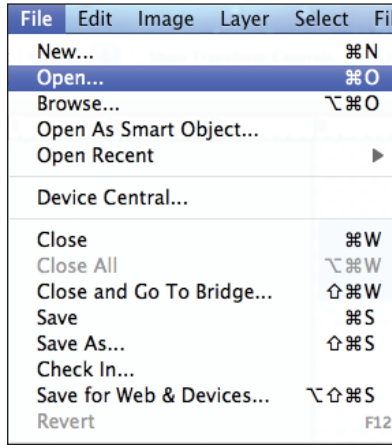 File Edit Image Layer Select
New... ⌘N
Open... ⌘O
Browse... ⌥⌘O
Open As Smart Object...
Open Recent ▶
Device Central...
Close ⌘W
Close All ⌥⌘W
Close and Go To Bridge... ⇧⌘W
Save ⌘S
Save As... ⇧⌘S
Check In...
Save for Web & Devices... ⌥⇧⌘S
Revert F12